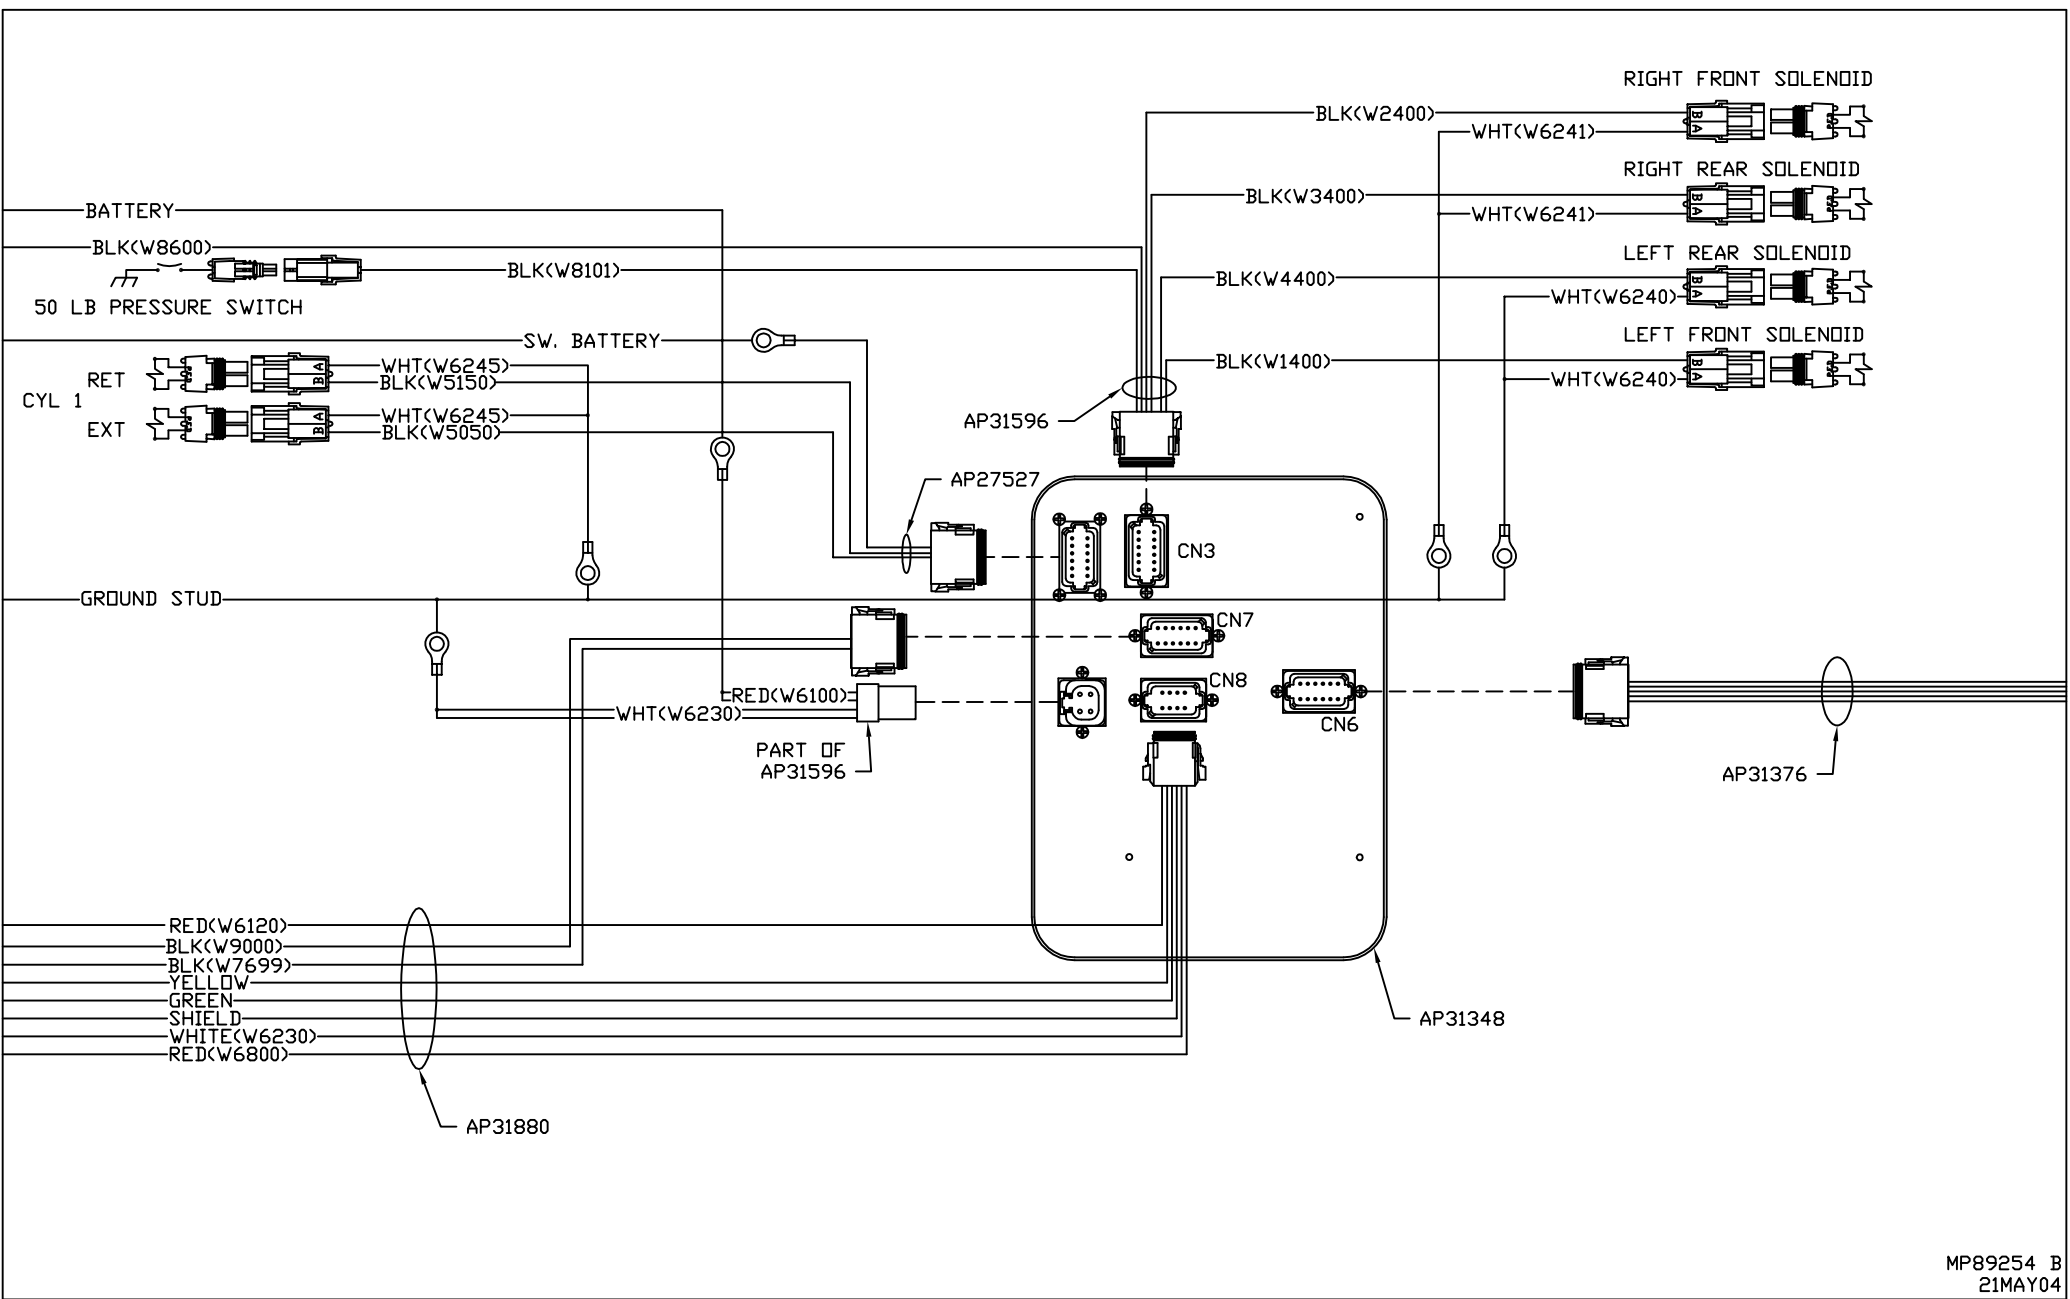 RIGHT FRONT SOLENOID
BLK(W2400)
B
A
WHT(W6241)
RIGHT REAR SOLENOID
BLK(W3400)
B
A
WHT(W6241)
BATTERY
BLK(W8600)
BLK(W8101)
50 LB PRESSURE SWITCH
LEFT REAR SOLENOID
BLK(W4400)
B
A
WHT(W6240)
LEFT FRONT SOLENOID
BLK(W1400)
B
A
WHT(W6240)
SW. BATTERY
RET
A
B
WHT(W6245)
BLK(W5150)
CYL 1
EXT
A
B
WHT(W6245)
BLK(W5050)
AP31596
AP27527
CN3
GROUND STUD
CN7
CN8
CN6
RED(W6100)
WHT(W6230)
PART OF
AP31596
AP31376
RED(W6120)
BLK(W9000)
BLK(W7699)
YELLOW
GREEN
SHIELD
WHITE(W6230)
RED(W6800)
AP31348
AP31880
MP89254 B
21MAY04